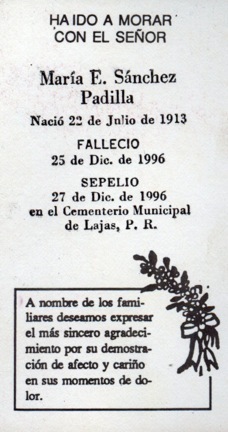 HA IDO A MORAR
CON EL SEÑOR
María E. Sánchez
Padilla
Nació 22 de Julio de 1913
FALLECIO
25 de Dic. de 1996
SEPELIO
27 de Dic. de 1996
en el Cementerio Municipal
de Lajas, P. R.
A nombre de los fami-
liares deseamos expresar
el más sincero agradeci-
miento por su demostra-
ción de afecto y cariño
en sus momentos de do-
lor.